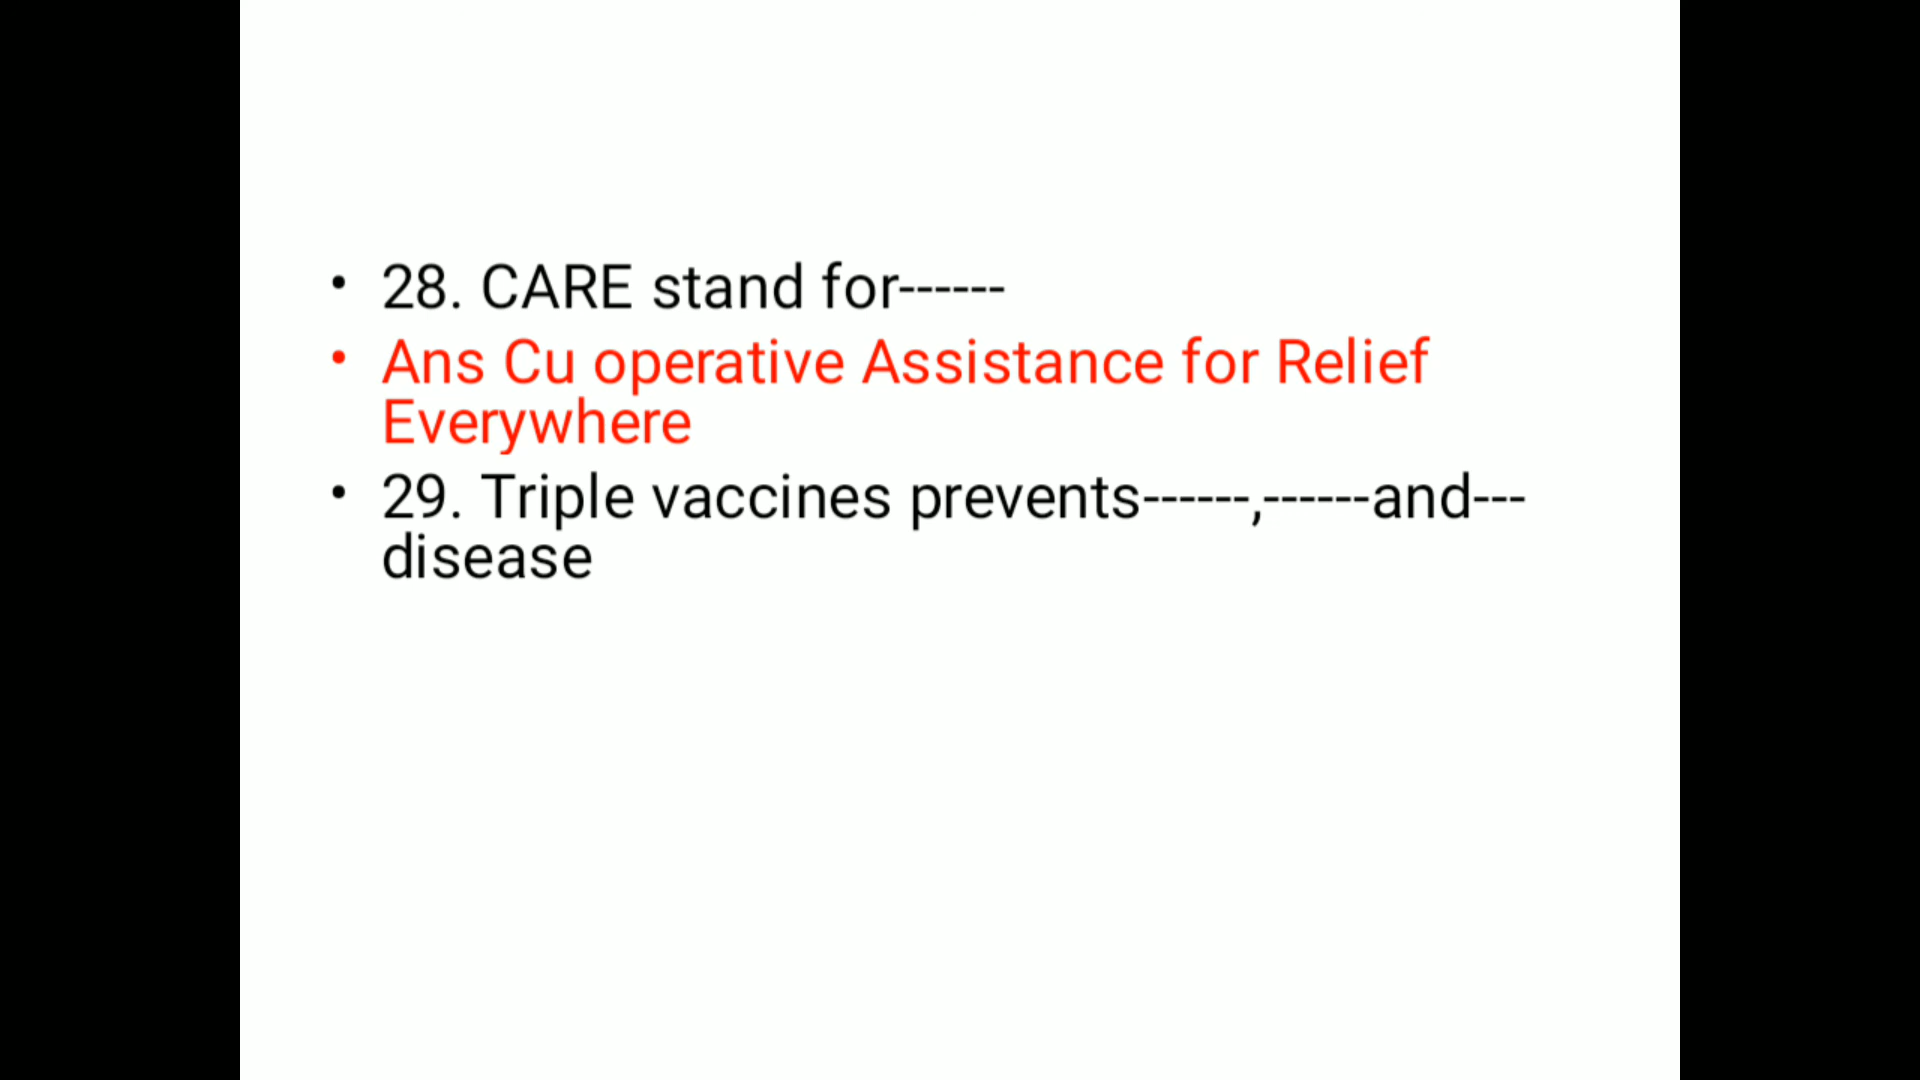 • 28. CARE stand for------
• Ans Cu operative Assistance for Relief
Everywhere
• 29. Triple vaccines prevents------,------and---
disease